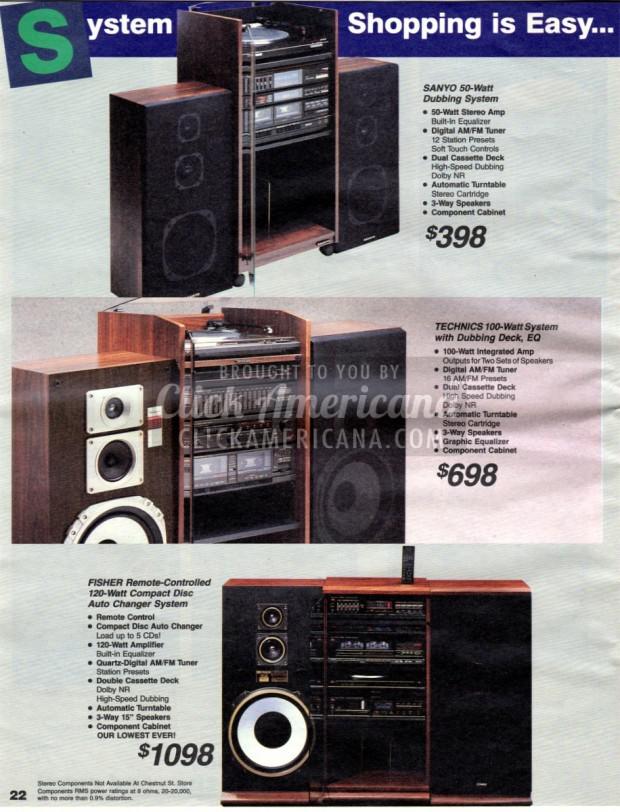 System Shopping is Easy...
SANYO 50-Watt
Dubbing System
• 50-Watt Stereo Amp
Built-In Equalizer
• Digital AM/FM Tuner
12 Station Presets
Soft Touch Controls
• Dual Cassette Deck
High-Speed Dubbing
Dolby NR
• Automatic Turntable
Stereo Cartridge
• 3-Way Speakers
• Component Cabinet
$398
TECHNICS 100-Watt System
with Dubbing Deck, EQ
• 100-Watt Integrated Amp
Outputs for Two Sets of Speakers
• Digital AM/FM Tuner
16 AM/FM Presets
• Dual Cassette Deck
High Speed Dubbing
Dolby NR
• Automatic Turntable
Stereo Cartridge
• 3-Way Speakers
• Graphic Equalizer
• Component Cabinet
$698
BROUGHT TO YOU BY
Click Americana
CLICKAMERICANA.COM
FISHER Remote-Controlled
120-Watt Compact Disc
Auto Changer System
• Remote Control
• Compact Disc Auto Changer
Load up to 5 CDs!
• 120-Watt Amplifier
Built-in Equalizer
• Quartz-Digital AM/FM Tuner
Station Presets
• Double Cassette Deck
Dolby NR
High-Speed Dubbing
• Automatic Turntable
• 3-Way 15" Speakers
• Component Cabinet
OUR LOWEST EVER!
$1098
22
Stereo Components Not Available At Chestnut St. Store
Components RMS power ratings at 8 ohms, 20-20,000,
with no more than 0.9% distortion.